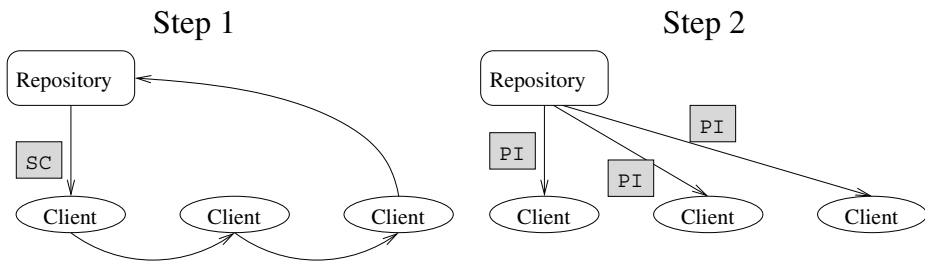 Step 1
Repository
SC
Client
Client
Client
Step 2
Repository
PI
PI
PI
Client
Client
Client